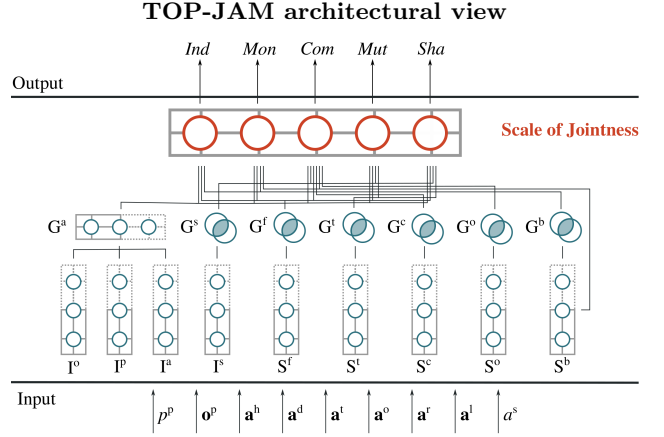 TOP-JAM architectural view
Ind Mon Com Mut Sha
Output
Scale of Jointness
Gᵃ Gˢ Gᶠ Gᵗ Gᶜ Gᵒ Gᵇ
Iᵒ Iᵖ Iᵃ Iˢ Sᶠ Sᵗ Sᶜ Sᵒ Sᵇ
Input
pᵖ oᵖ aʰ aᵈ aᵗ aᵒ aʳ aˡ aˢ